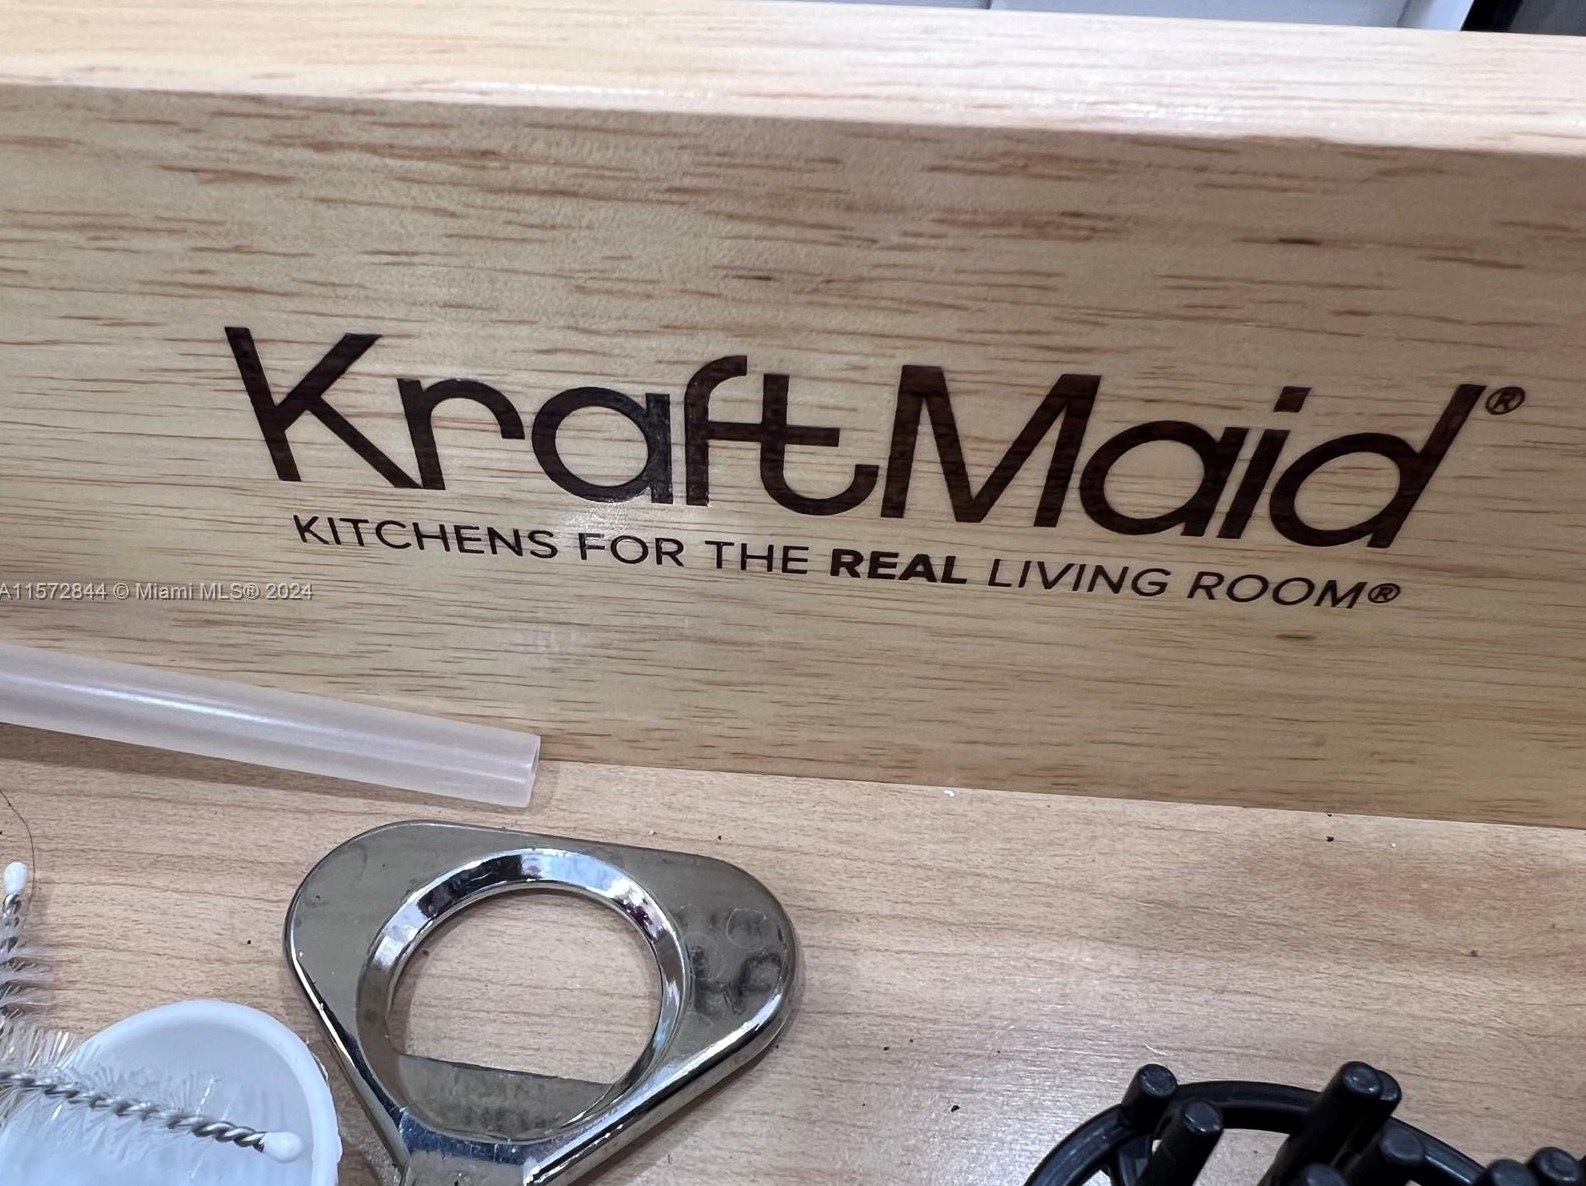 KraftMaid®
KITCHENS FOR THE REAL LIVING ROOM®
A11572844 © Miami MLS® 2024